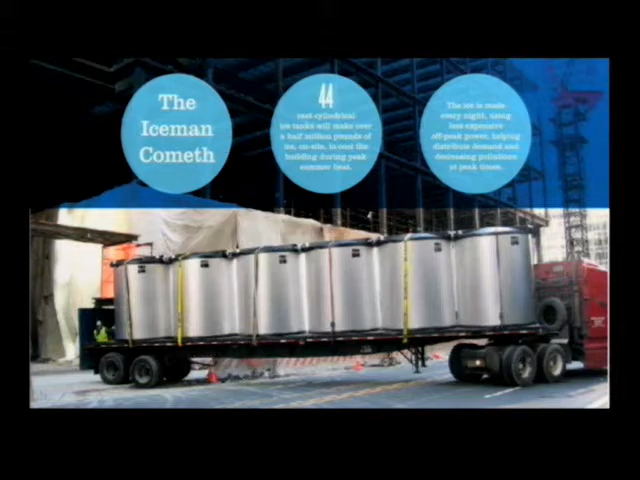 The
Iceman
Cometh
44
vast cylindrical
ice tanks will make over
a half million pounds of
ice, on-site, to cool the
building during peak
summer heat.
The ice is made
every night, using
less expensive
off-peak power, helping
distribute demand and
decreasing pollutions
at peak times.